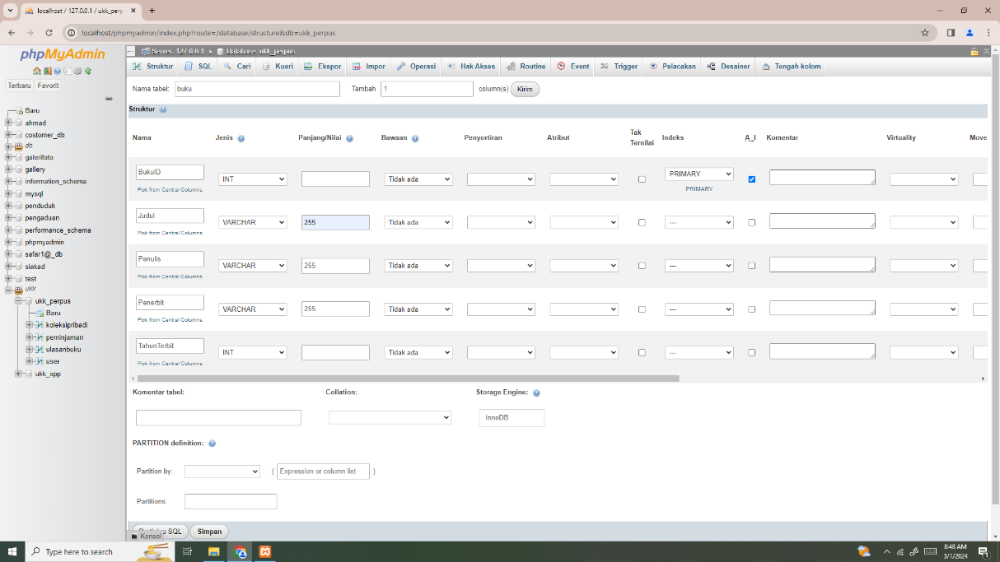 localhost / 127.0.0.1 / ukk_perp
localhost/phpmyadmin/index.php?route=/database/structure&db=ukk_perpus
phpMyAdmin
Terbaru Favorit
Baru
ahmad
costomer_db
db
galerifoto
gallery
information_schema
mysql
penduduk
pengaduan
performance_schema
phpmyadmin
safar1@_db
siakad
test
ukk
ukk_perpus
Baru
koleksipribadi
peminjaman
ulasanbuku
user
ukk_spp
Server: 127.0.0.1 » Database: ukk_perpus
Struktur SQL Cari Kueri Ekspor Impor Operasi Hak Akses Routine Event Trigger Pelacakan Desainer Tengah kolom
Nama tabel: buku Tambah 1 column(s) Kirim
Struktur
Nama Jenis Panjang/Nilai Bawaan Penyortiran Atribut Tak Ternilai Indeks A_I Komentar Virtuality Move
BukuID INT Tidak ada PRIMARY
Pick from Central Columns PRIMARY
Judul VARCHAR 255 Tidak ada ---
Pick from Central Columns
Penulis VARCHAR 255 Tidak ada ---
Pick from Central Columns
Penerbit VARCHAR 255 Tidak ada ---
Pick from Central Columns
TahunTerbit INT Tidak ada ---
Pick from Central Columns
Komentar tabel: Collation: Storage Engine:
InnoDB
PARTITION definition:
Partition by: ( Expression or column list )
Partitions:
SQL Simpan
Konsol
Type here to search
8:48 AM
3/1/2024
1